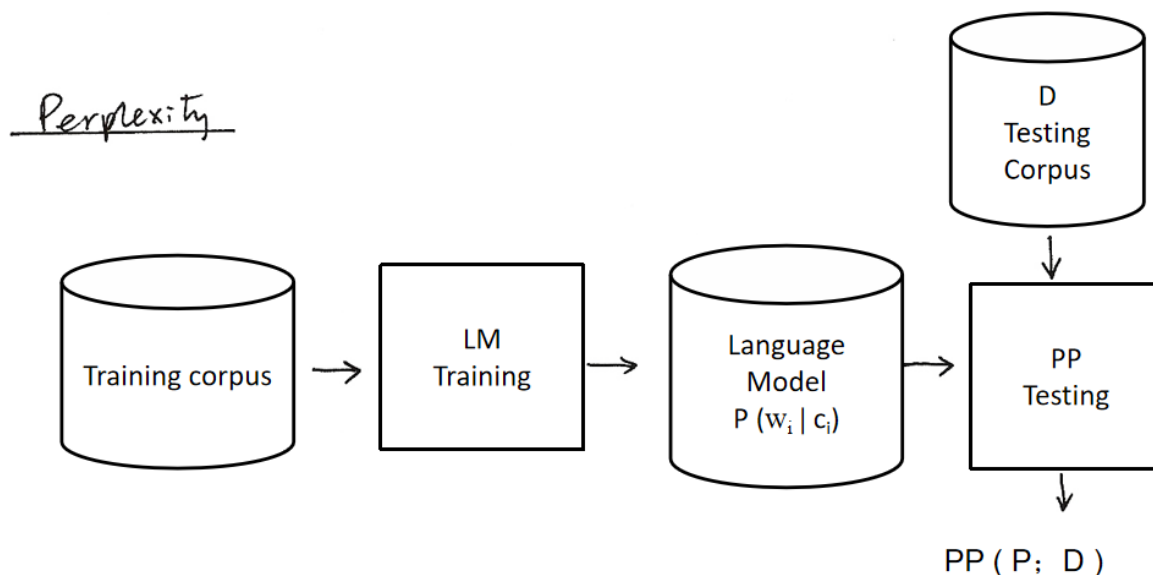 Perplexity
D
Testing
Corpus
Training corpus
LM
Training
Language
Model
P (wᵢ | cᵢ)
PP
Testing
PP ( P; D )